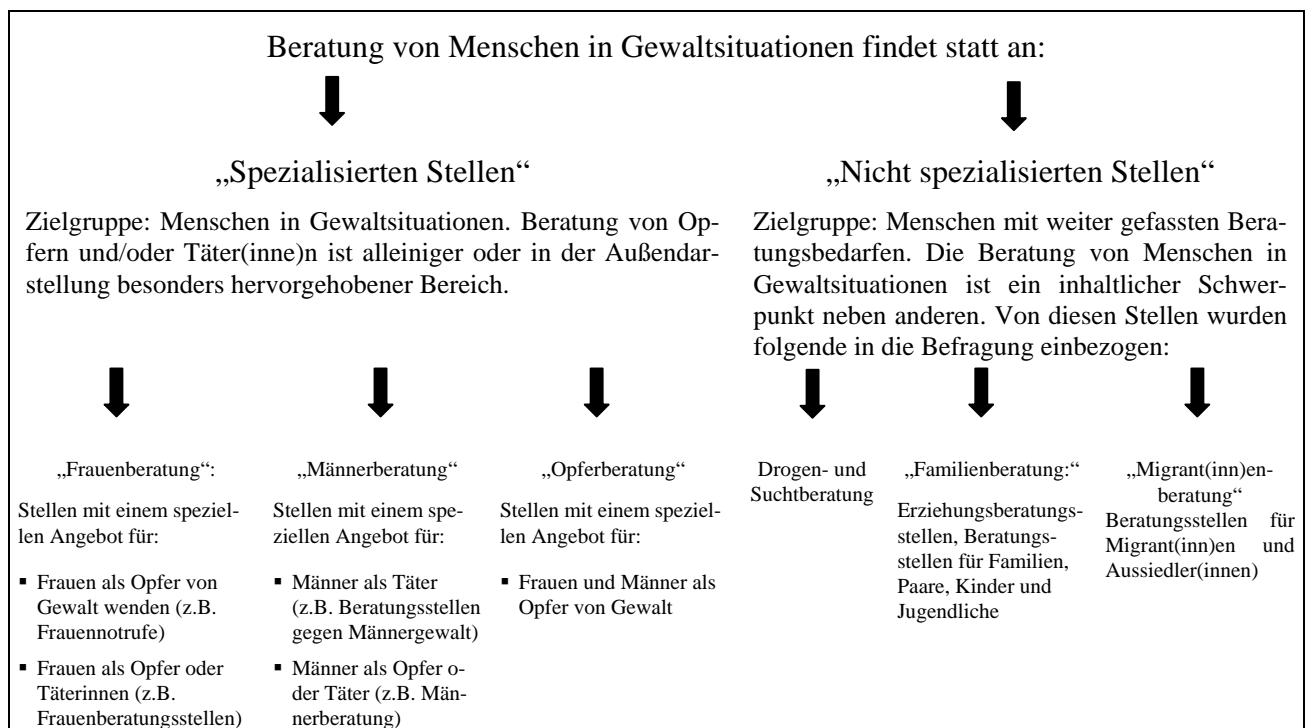 Beratung von Menschen in Gewaltsituationen findet statt an:
„Spezialisierten Stellen“
Zielgruppe: Menschen in Gewaltsituationen. Beratung von Op-
fern und/oder Täter(inne)n ist alleiniger oder in der Außendar-
stellung besonders hervorgehobener Bereich.
„Nicht spezialisierten Stellen“
Zielgruppe: Menschen mit weiter gefassten Bera-
tungsbedarfen. Die Beratung von Menschen in
Gewaltsituationen ist ein inhaltlicher Schwer-
punkt neben anderen. Von diesen Stellen wurden
folgende in die Befragung einbezogen:
„Frauenberatung“:
Stellen mit einem speziel-
len Angebot für:
▪ Frauen als Opfer von
Gewalt wenden (z.B.
Frauennotrufe)
▪ Frauen als Opfer oder
Täterinnen (z.B.
Frauenberatungsstellen)
„Männerberatung“
Stellen mit einem spe-
ziellen Angebot für:
▪ Männer als Täter
(z.B. Beratungsstellen
gegen Männergewalt)
▪ Männer als Opfer o-
der Täter (z.B. Män-
nerberatung)
„Opferberatung“
Stellen mit einem speziel-
len Angebot für:
▪ Frauen und Männer als
Opfer von Gewalt
Drogen- und
Suchtberatung
„Familienberatung:“
Erziehungsberatungs-
stellen, Beratungs-
stellen für Familien,
Paare, Kinder und
Jugendliche
„Migrant(inn)en-
beratung“
Beratungsstellen für
Migrant(inn)en und
Aussiedler(innen)